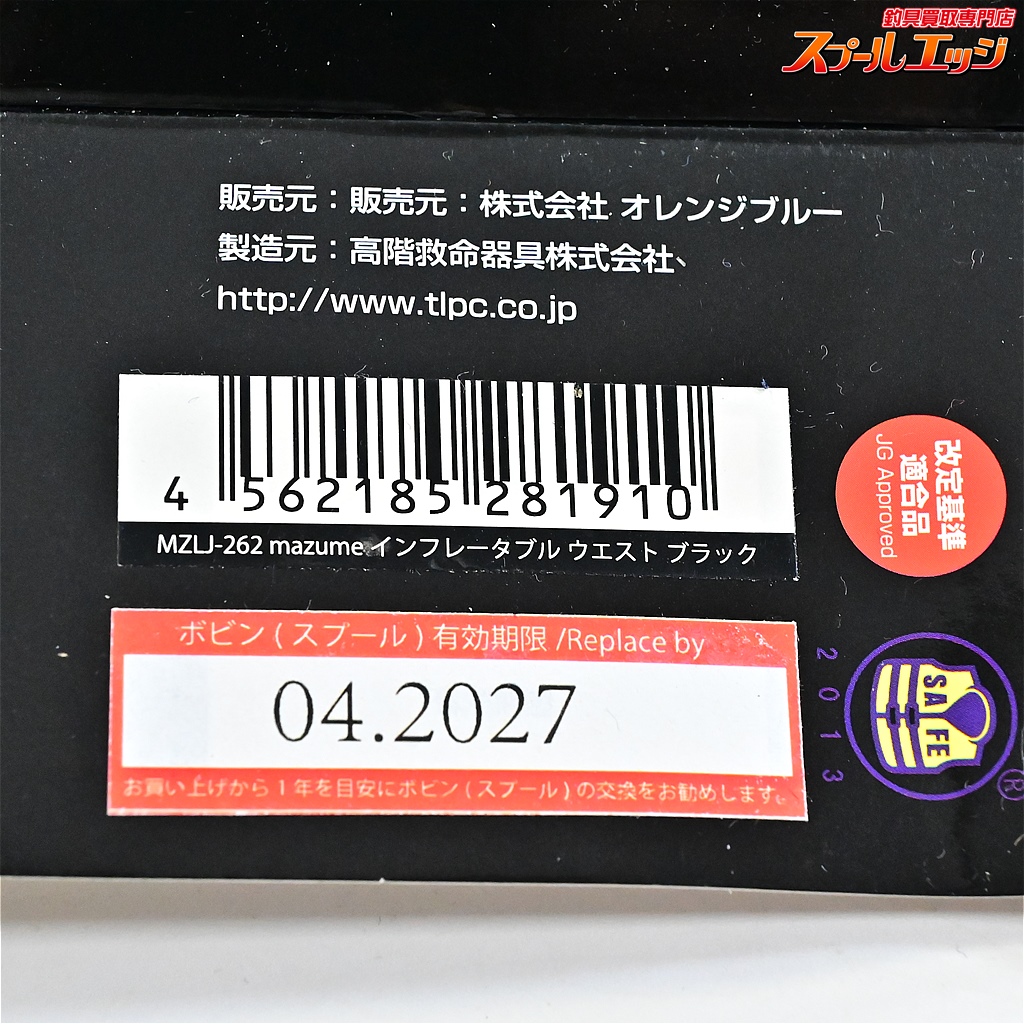 釣具買取専門店
スプールエッジ
販売元：販売元：株式会社 オレンジブルー
製造元：高階救命器具株式会社、
http://www.tlpc.co.jp
4 562185 281910
MZLJ-262 mazume インフレータブル ウエスト ブラック
改定基準
適合品
JG Approved
ボビン(スプール)有効期限/Replace by
04.2027
お買い上げから1年を目安にボビン(スプール)の交換をお勧めします。
2013
SAFE
®